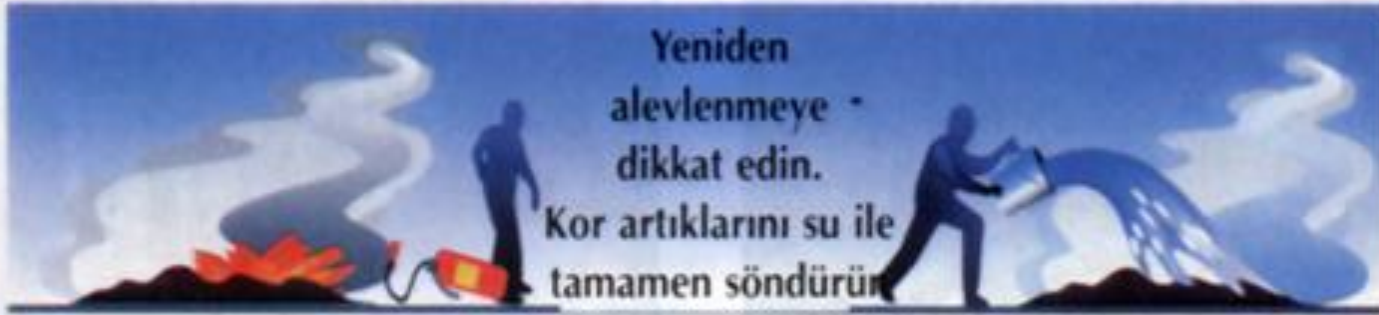 Yeniden
alevlenmeye
dikkat edin.
Kor artıklarını su ile
tamamen söndürün